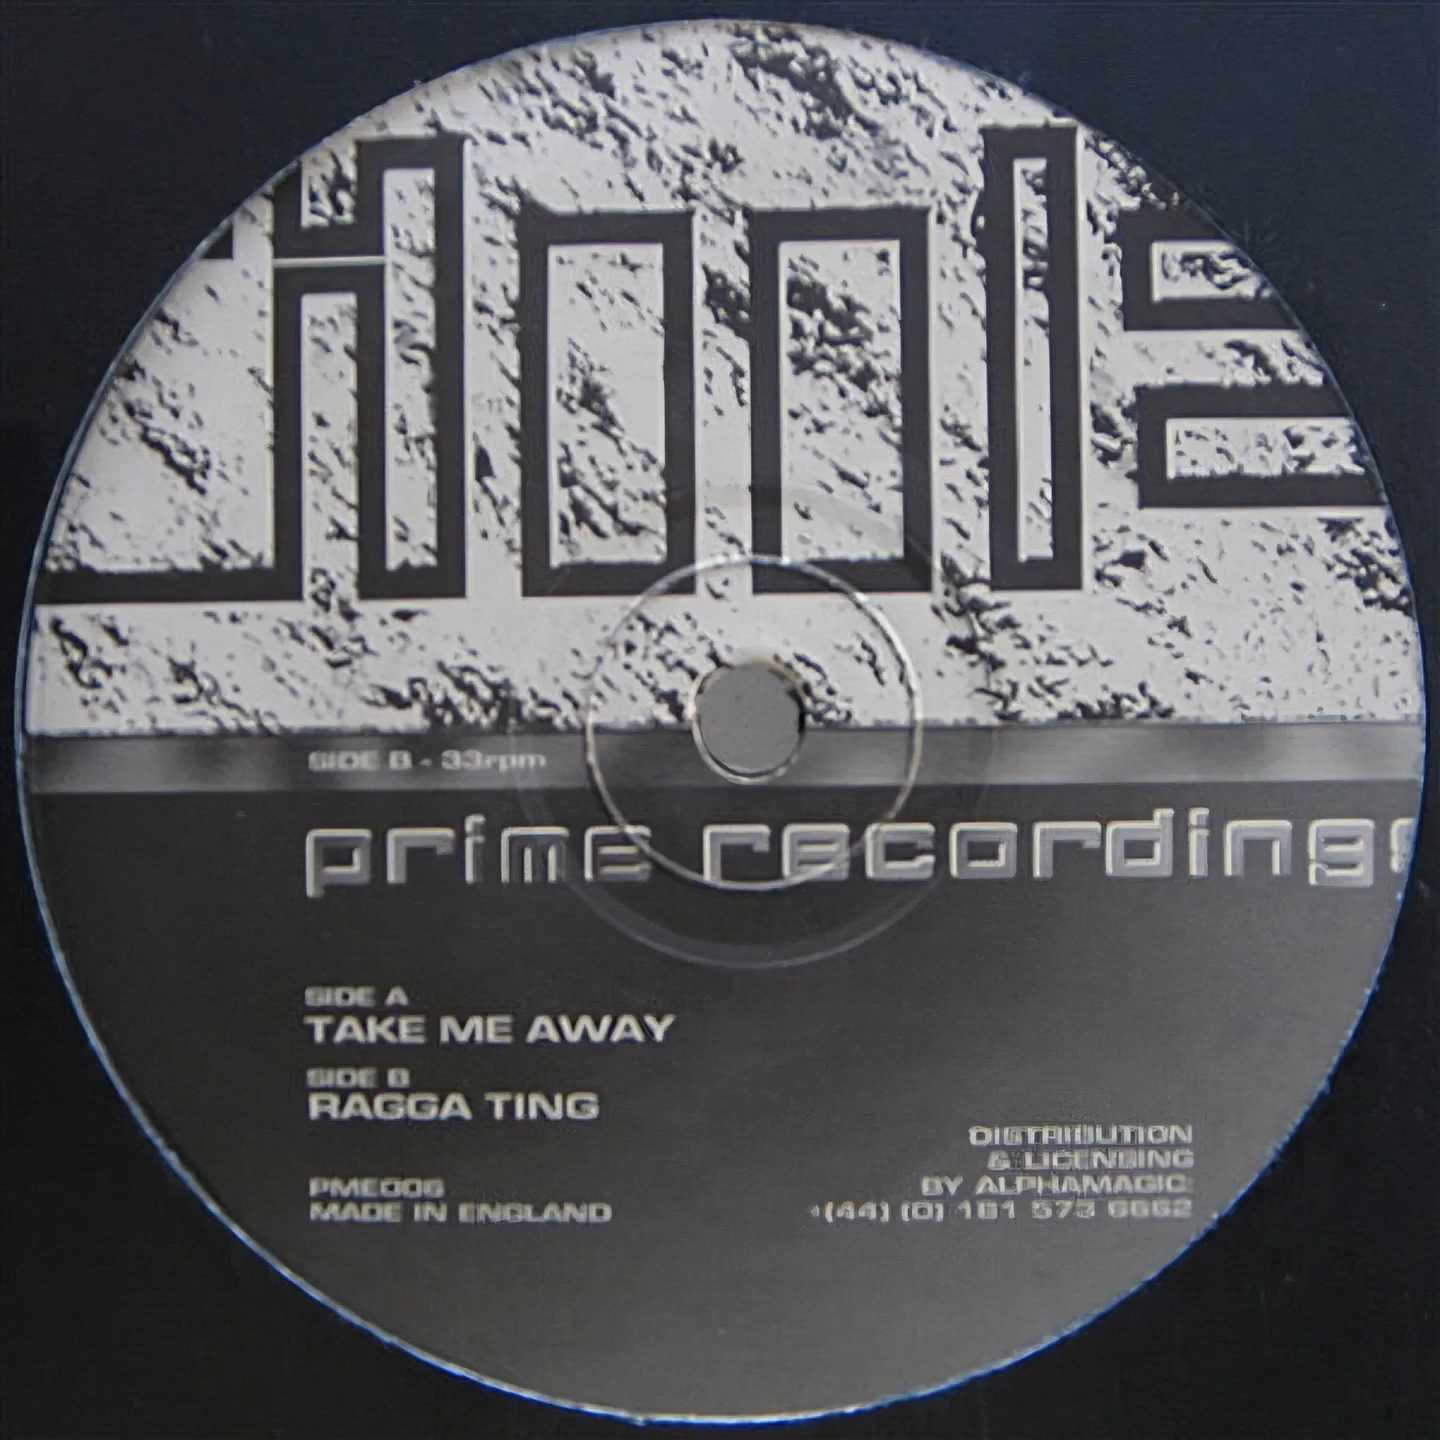 SIDE B - 33rpm
prime recordings
SIDE A
TAKE ME AWAY
SIDE B
RAGGA TING
PME006
MADE IN ENGLAND
DISTRIBUTION
& LICENSING
BY ALPHAMAGIC
+(44) (0) 181 573 6662